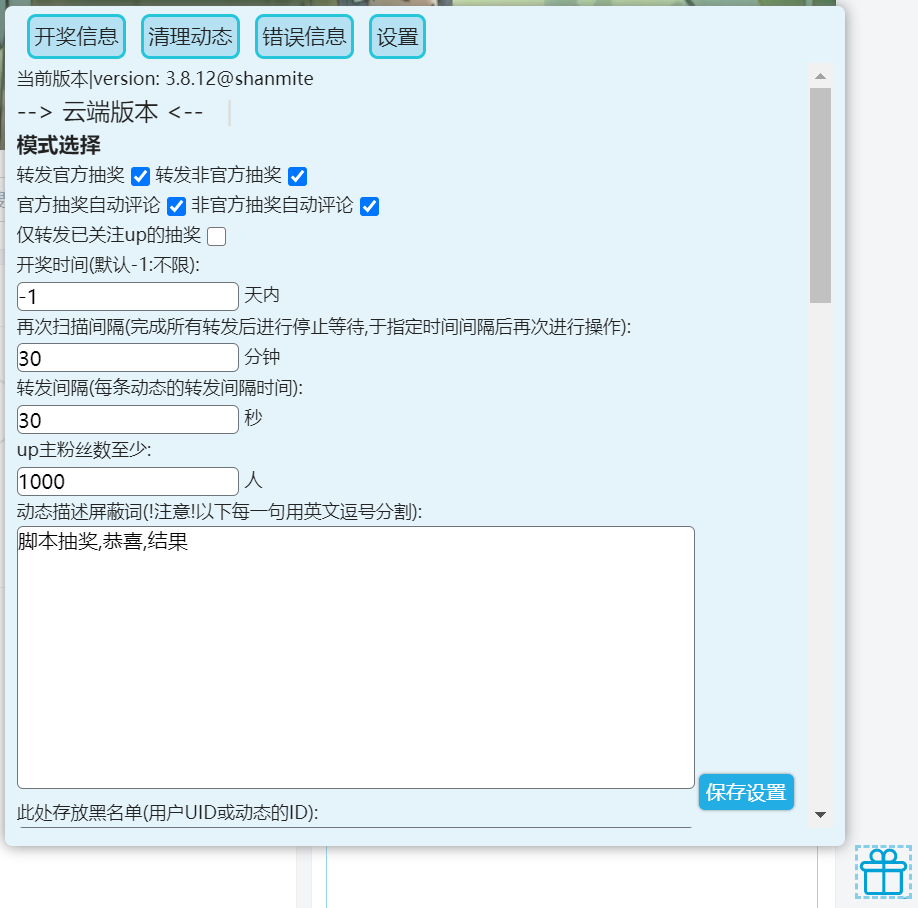 开奖信息 清理动态 错误信息 设置
当前版本|version: 3.8.12@shanmite
--> 云端版本 <--
模式选择
转发官方抽奖 转发非官方抽奖
官方抽奖自动评论 非官方抽奖自动评论
仅转发已关注up的抽奖
开奖时间(默认-1:不限):
-1 天内
再次扫描间隔(完成所有转发后进行停止等待,于指定时间间隔后再次进行操作):
30 分钟
转发间隔(每条动态的转发间隔时间):
30 秒
up主粉丝数至少:
1000 人
动态描述屏蔽词(!注意!以下每一句用英文逗号分割):
脚本抽奖,恭喜,结果
保存设置
此处存放黑名单(用户UID或动态的ID):